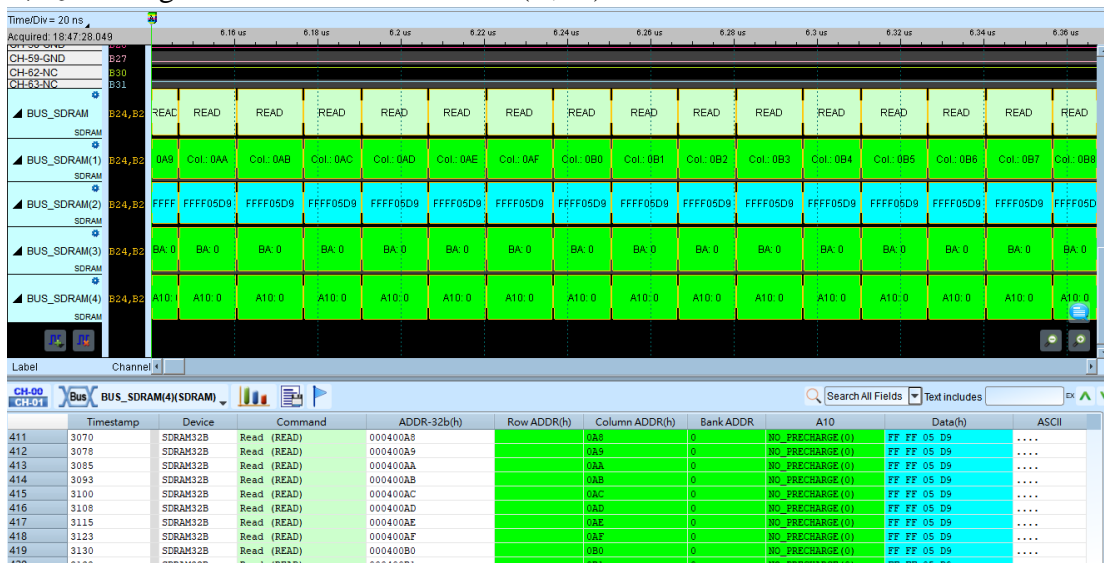 Time/Div = 20 ns
Acquired: 18:47:28.049 6.16 us 6.18 us 6.2 us 6.22 us 6.24 us 6.26 us 6.28 us 6.3 us 6.32 us 6.34 us 6.36 us
CH-59-GND B27
CH-62-NC B30
CH-63-NC B31
BUS_SDRAM B24,B2 READ READ READ READ READ READ READ READ READ READ READ READ READ READ READ READ
SDRAM
BUS_SDRAM(1) B24,B2 0A9 Col.: 0AA Col.: 0AB Col.: 0AC Col.: 0AD Col.: 0AE Col.: 0AF Col.: 0B0 Col.: 0B1 Col.: 0B2 Col.: 0B3 Col.: 0B4 Col.: 0B5 Col.: 0B6 Col.: 0B7 Col.: 0B8
SDRAM
BUS_SDRAM(2) B24,B2 FFFF FFFF05D9 FFFF05D9 FFFF05D9 FFFF05D9 FFFF05D9 FFFF05D9 FFFF05D9 FFFF05D9 FFFF05D9 FFFF05D9 FFFF05D9 FFFF05D9 FFFF05D9 FFFF05D9 FFFF05D
SDRAM
BUS_SDRAM(3) B24,B2 BA: 0 BA: 0 BA: 0 BA: 0 BA: 0 BA: 0 BA: 0 BA: 0 BA: 0 BA: 0 BA: 0 BA: 0 BA: 0 BA: 0 BA: 0 BA: 0
SDRAM
BUS_SDRAM(4) B24,B2 A10: A10: 0 A10: 0 A10: 0 A10: 0 A10: 0 A10: 0 A10: 0 A10: 0 A10: 0 A10: 0 A10: 0 A10: 0 A10: 0 A10: 0 A10: 0
SDRAM
Label Channel
CH-00
CH-01 Bus BUS_SDRAM(4)(SDRAM) Search All Fields Text includes EX
Timestamp Device Command ADDR-32b(h) Row ADDR(h) Column ADDR(h) Bank ADDR A10 Data(h) ASCII
411 3070 SDRAM32B Read (READ) 000400A8 0A8 0 NO_PRECHARGE(0) FF FF 05 D9 ....
412 3078 SDRAM32B Read (READ) 000400A9 0A9 0 NO_PRECHARGE(0) FF FF 05 D9 ....
413 3085 SDRAM32B Read (READ) 000400AA 0AA 0 NO_PRECHARGE(0) FF FF 05 D9 ....
414 3093 SDRAM32B Read (READ) 000400AB 0AB 0 NO_PRECHARGE(0) FF FF 05 D9 ....
415 3100 SDRAM32B Read (READ) 000400AC 0AC 0 NO_PRECHARGE(0) FF FF 05 D9 ....
416 3108 SDRAM32B Read (READ) 000400AD 0AD 0 NO_PRECHARGE(0) FF FF 05 D9 ....
417 3115 SDRAM32B Read (READ) 000400AE 0AE 0 NO_PRECHARGE(0) FF FF 05 D9 ....
418 3123 SDRAM32B Read (READ) 000400AF 0AF 0 NO_PRECHARGE(0) FF FF 05 D9 ....
419 3130 SDRAM32B Read (READ) 000400B0 0B0 0 NO_PRECHARGE(0) FF FF 05 D9 ....